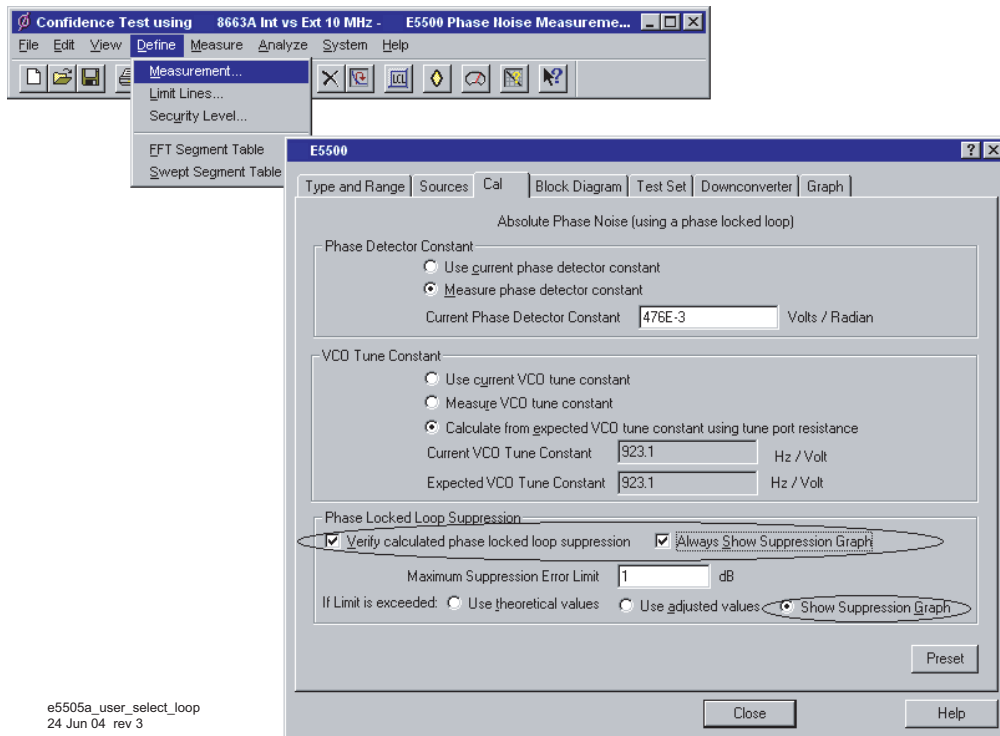 Confidence Test using 8663A Int vs Ext 10 MHz - E5500 Phase Noise Measureme...
File Edit View Define Measure Analyze System Help
Measurement...
Limit Lines...
Security Level...
FFT Segment Table
Swept Segment Table
E5500
Type and Range Sources Cal Block Diagram Test Set Downconverter Graph
Absolute Phase Noise (using a phase locked loop)
Phase Detector Constant
Use current phase detector constant
Measure phase detector constant
Current Phase Detector Constant 476E-3 Volts / Radian
VCO Tune Constant
Use current VCO tune constant
Measure VCO tune constant
Calculate from expected VCO tune constant using tune port resistance
Current VCO Tune Constant 923.1 Hz / Volt
Expected VCO Tune Constant 923.1 Hz / Volt
Phase Locked Loop Suppression
Verify calculated phase locked loop suppression Always Show Suppression Graph
Maximum Suppression Error Limit 1 dB
If Limit is exceeded: Use theoretical values Use adjusted values Show Suppression Graph
Preset
Close Help
e5505a_user_select_loop
24 Jun 04 rev 3